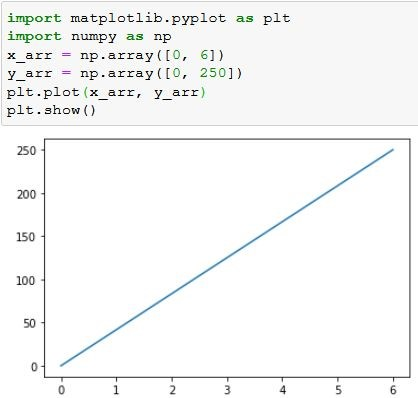 import matplotlib.pyplot as plt
import numpy as np
x_arr = np.array([0, 6])
y_arr = np.array([0, 250])
plt.plot(x_arr, y_arr)
plt.show()
250
200
150
100
50
0
0 1 2 3 4 5 6